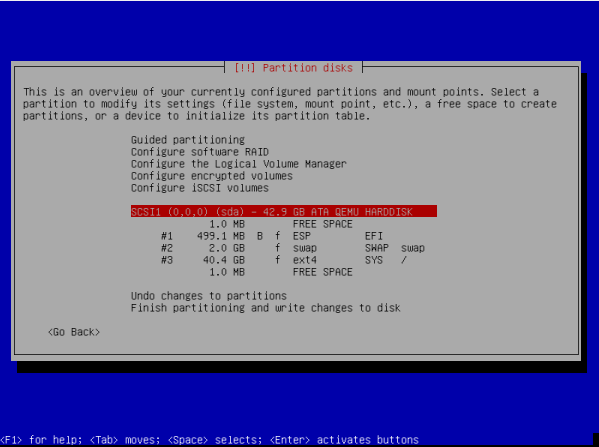 [!!] Partition disks
This is an overview of your currently configured partitions and mount points. Select a
partition to modify its settings (file system, mount point, etc.), a free space to create
partitions, or a device to initialize its partition table.
Guided partitioning
Configure software RAID
Configure the Logical Volume Manager
Configure encrypted volumes
Configure iSCSI volumes
SCSI1 (0,0,0) (sda) - 42.9 GB ATA QEMU HARDDISK
1.0 MB FREE SPACE
#1 499.1 MB B f ESP EFI
#2 2.0 GB f swap SWAP swap
#3 40.4 GB f ext4 SYS /
1.0 MB FREE SPACE
Undo changes to partitions
Finish partitioning and write changes to disk
<Go Back>
<F1> for help; <Tab> moves; <Space> selects; <Enter> activates buttons